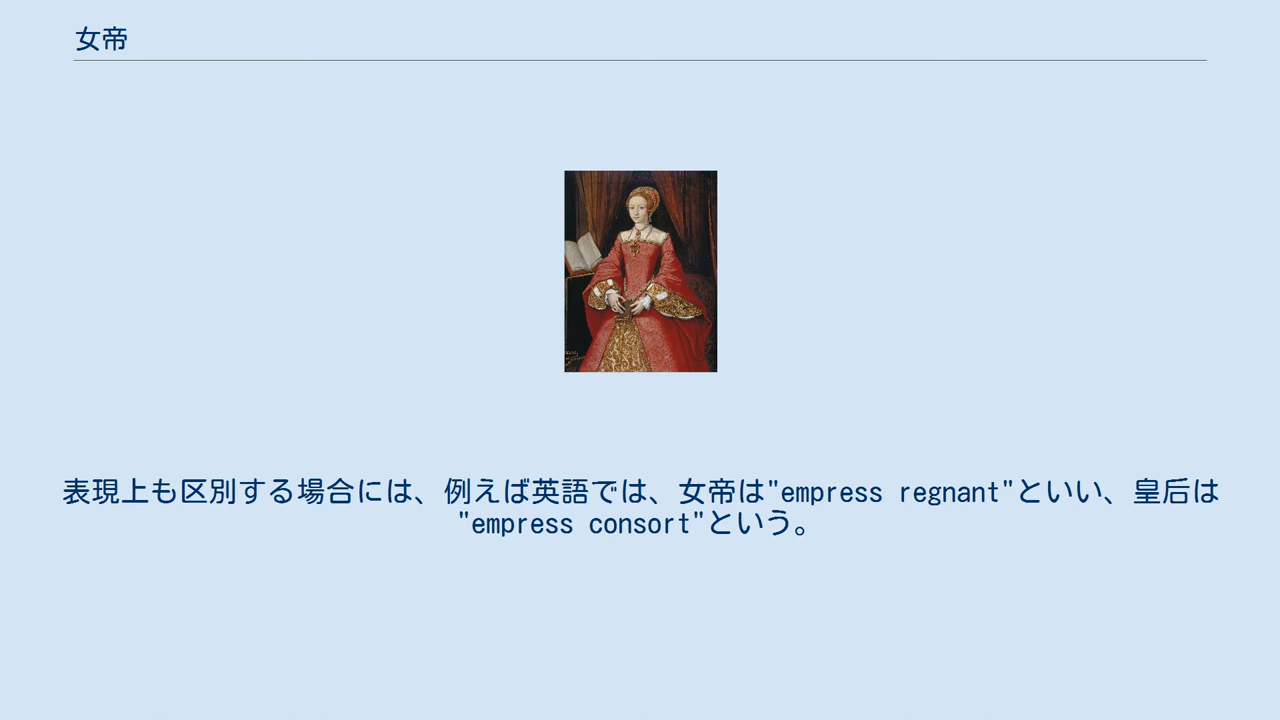 女帝
表現上も区別する場合には、例えば英語では、女帝は"empress regnant"といい、皇后は
"empress consort"という。